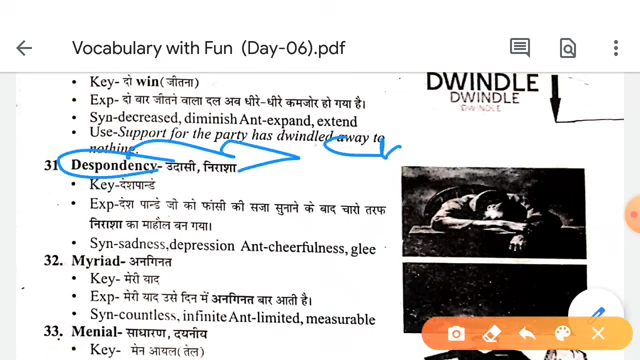 Vocabulary with Fun (Day-06).pdf
• Key- दो win (जीतना)
• Exp- दो बार जीतने वाला दल अब धीरे-धीरे कमजोर हो गया है।
• Syn-decreased, diminish Ant-expand, extend
• Use-Support for the party has dwindled away to
nothing.
DWINDLE
DWINDLE
DWINDLE
31. Despondency- उदासी, निराशा
• Key-देशपान्डे
• Exp- देश पान्डे जो को फांसी की सजा सुनाने के बाद चारो तरफ
निराशा का माहौल बन गया।
• Syn-sadness,depression Ant-cheerfulness, glee
32. Myriad- अनगिनत
• Key- मेरी याद
• Exp- मेरी याद उसे दिन में अनगिनत बार आती है।
• Syn-countless, infinite Ant-limited, measurable
33. Menial- साधारण, दयनीय
• Key- मेन आयल (तेल)